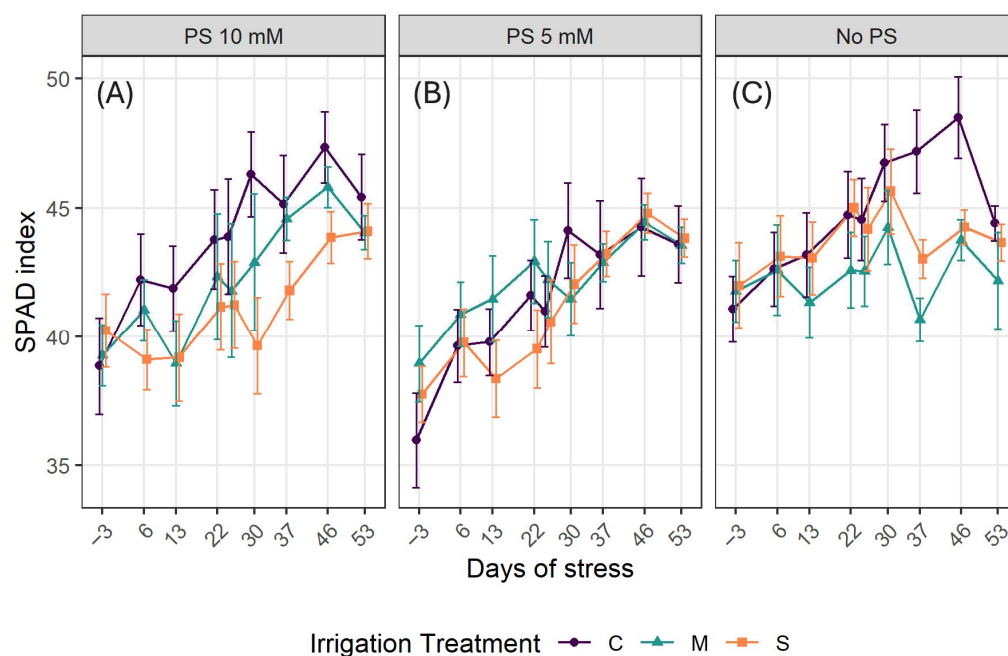 PS 10 mM
PS 5 mM
No PS
(A)
(B)
(C)
SPAD index
50
45
40
35
−3 6 13 22 30 37 46 53
−3 6 13 22 30 37 46 53
−3 6 13 22 30 37 46 53
Days of stress
Irrigation Treatment C M S